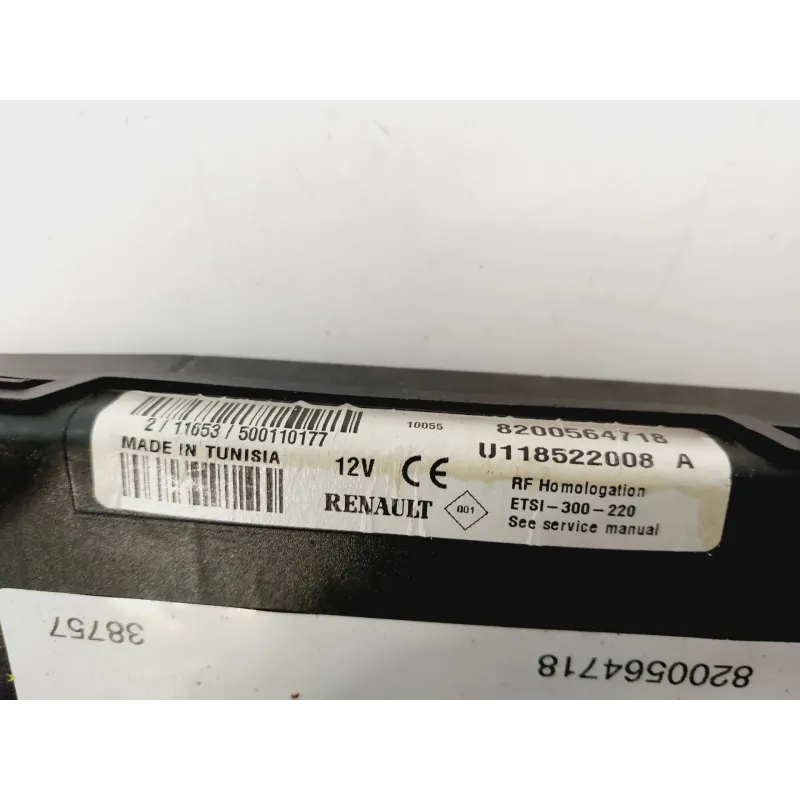 2 / 11653 / 500110177
10055
8200564718
MADE IN TUNISIA
12V
CE
U118522008 A
RENAULT
001
RF Homologation
ETSI-300-220
See service manual
38757
8200564718